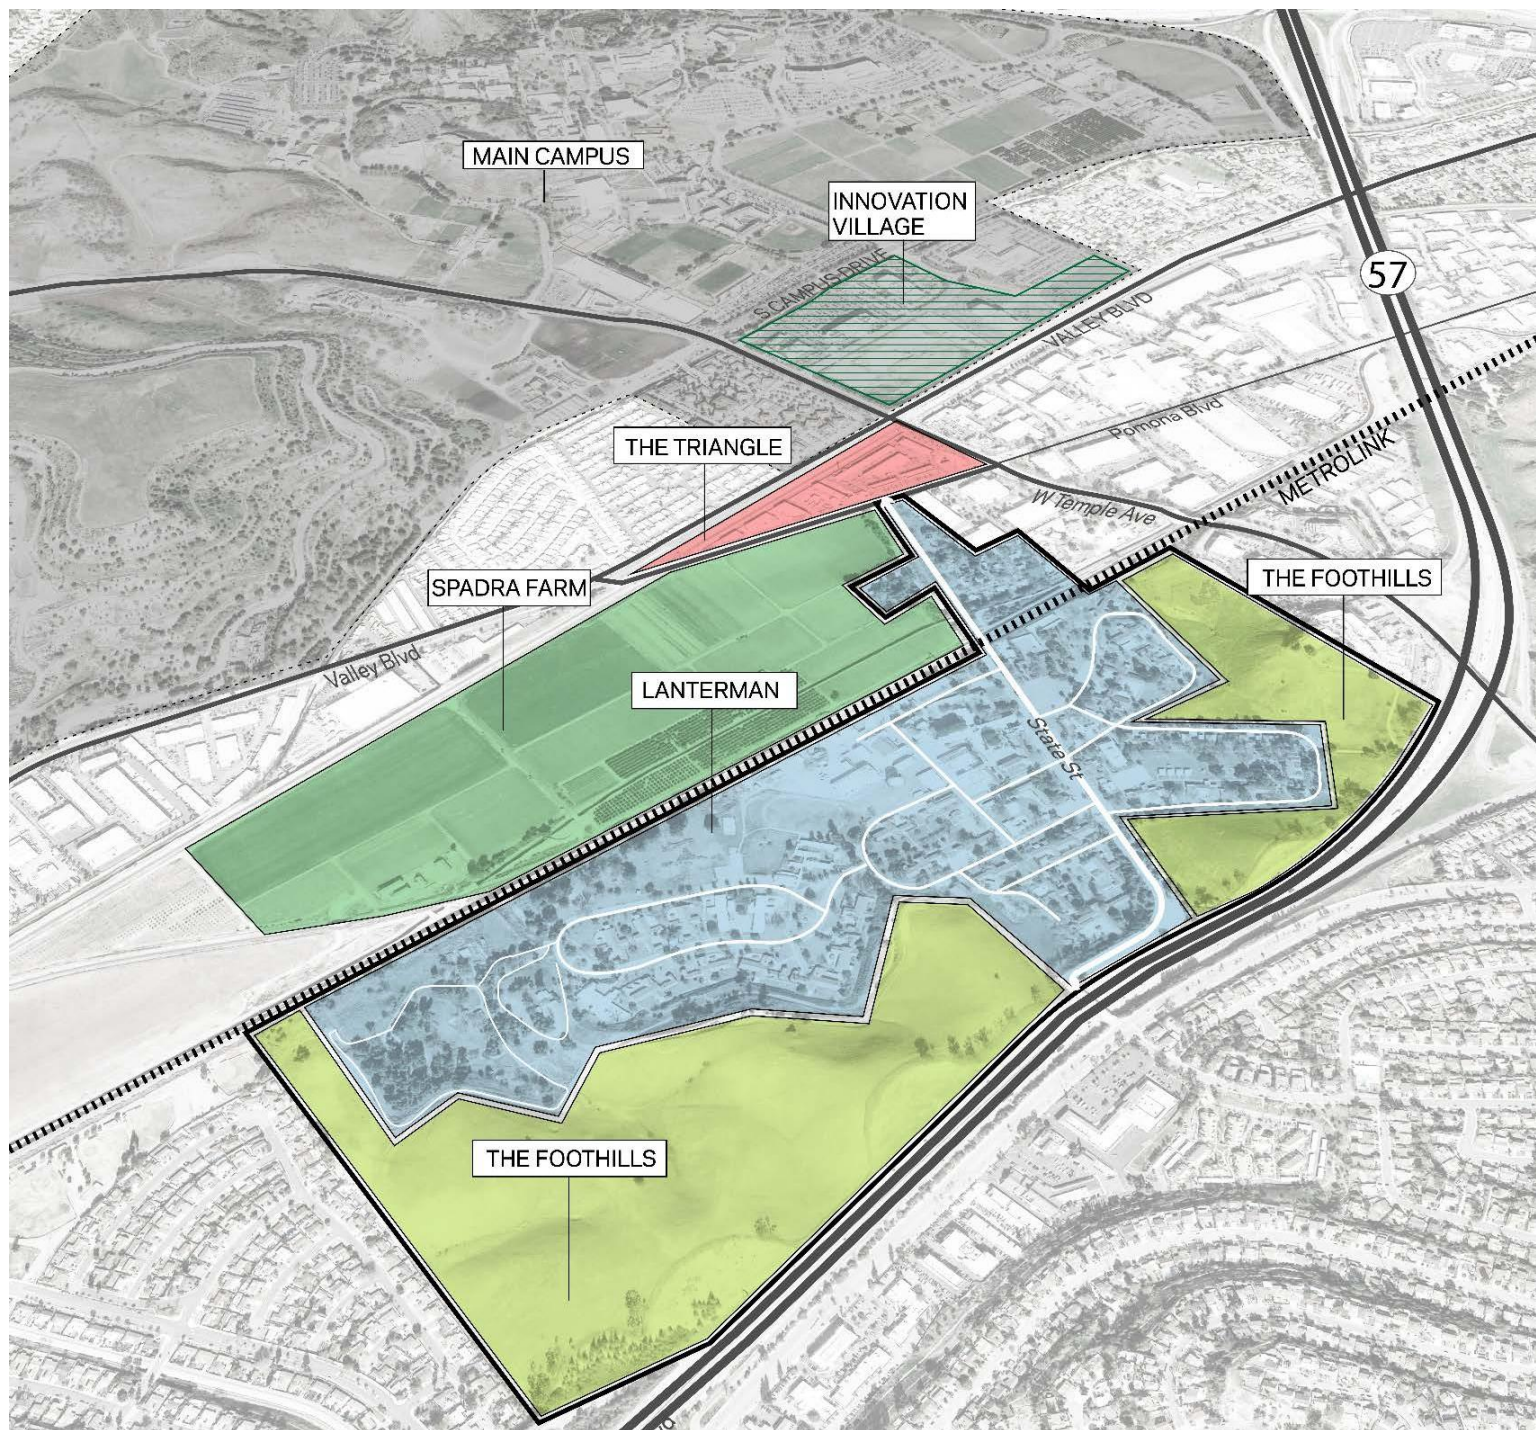 MAIN CAMPUS
INNOVATION
VILLAGE
S CAMPUS DRIVE
57
VALLEY BLVD
Pomona Blvd
THE TRIANGLE
METROLINK
W Temple Ave
SPADRA FARM
THE FOOTHILLS
Valley Blvd
LANTERMAN
State St
THE FOOTHILLS